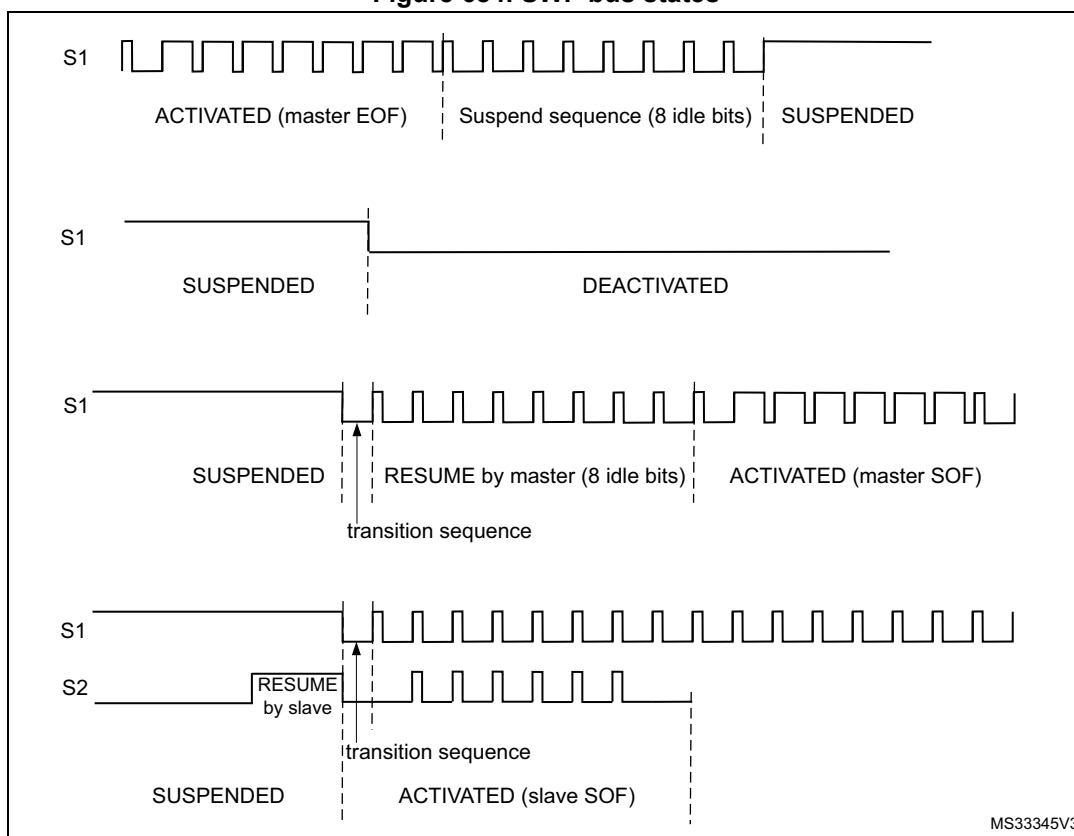 S1
ACTIVATED (master EOF) Suspend sequence (8 idle bits) SUSPENDED
S1
SUSPENDED DEACTIVATED
S1
SUSPENDED RESUME by master (8 idle bits) ACTIVATED (master SOF)
transition sequence
S1
S2
RESUME
by slave
transition sequence
SUSPENDED ACTIVATED (slave SOF)
MS33345V3